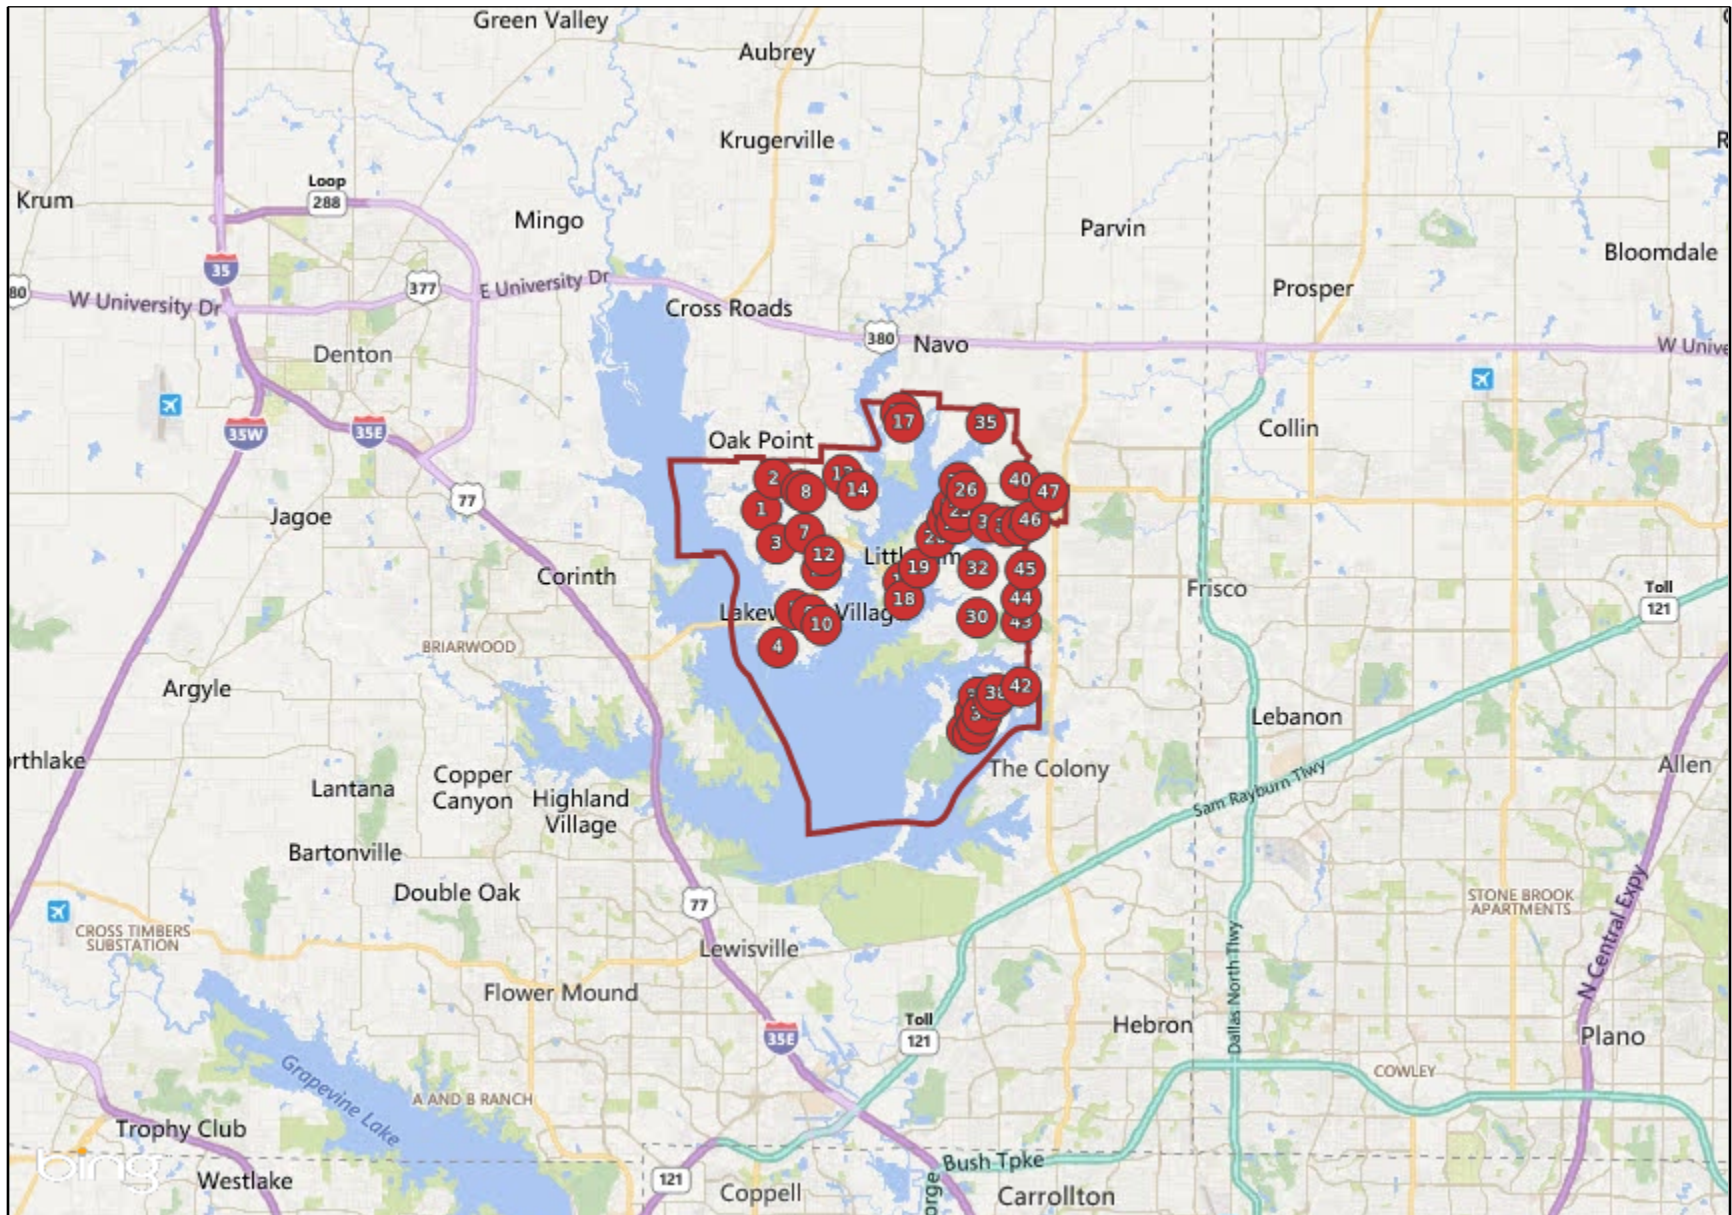 Green Valley
Aubrey
Krugerville
Krum
Loop
288
Mingo
Parvin
Bloomdale
35
377
E University Dr
80
W University Dr
Prosper
Cross Roads
380
Navo
Denton
35W
35E
Oak Point
17
35
Collin
2
8
14
26
40
47
77
Jagoe
1
7
3
12
46
19
32
45
Corinth
18
44
Frisco
Toll
121
Village
10
30
43
4
BRIARWOOD
Argyle
38
42
Lebanon
The Colony
Allen
Sam Rayburn Tlwy
Lantana
Copper
Canyon
Highland
Village
Bartonville
Double Oak
77
STONE BROOK
APARTMENTS
CROSS TIMBERS
SUBSTATION
Lewisville
Flower Mound
Dallas North Tlwy
N Central Expy
Toll
121
Hebron
35E
Plano
Grapevine Lake
COWLEY
A AND B RANCH
Trophy Club
bing
Westlake
121
Bush Tpke
Coppell
Carrollton